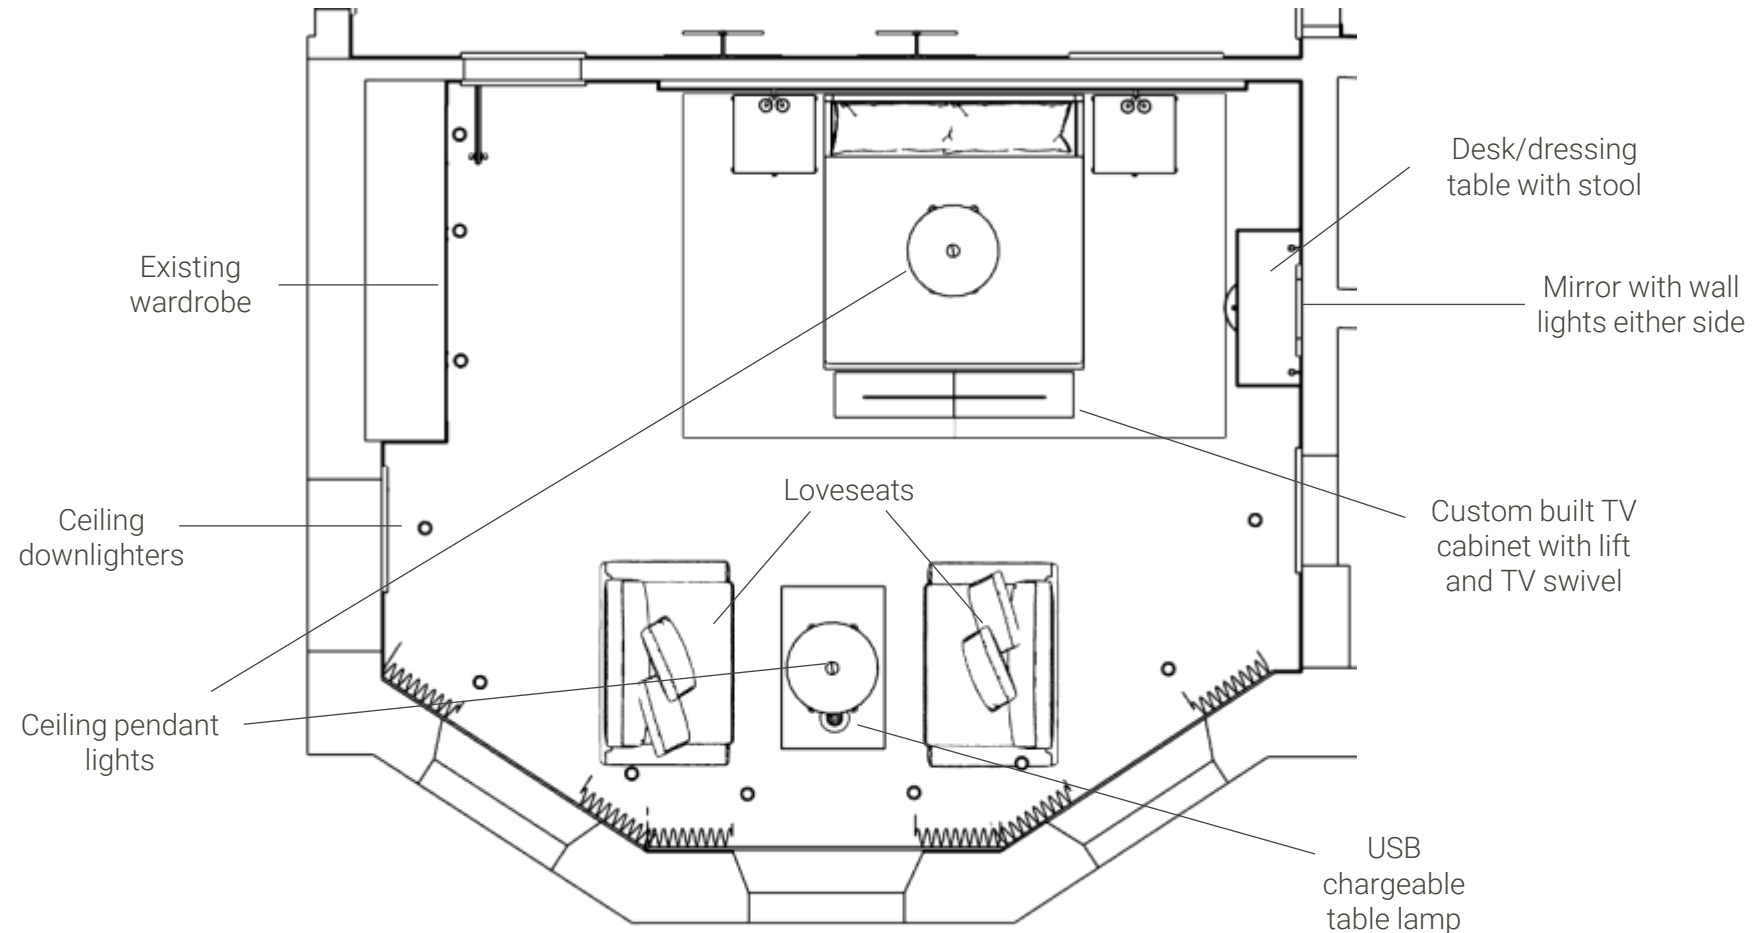 Desk/dressing
table with stool
Existing
wardrobe
Mirror with wall
lights either side
Loveseats
Ceiling
downlighters
Custom built TV
cabinet with lift
and TV swivel
Ceiling pendant
lights
USB
chargeable
table lamp